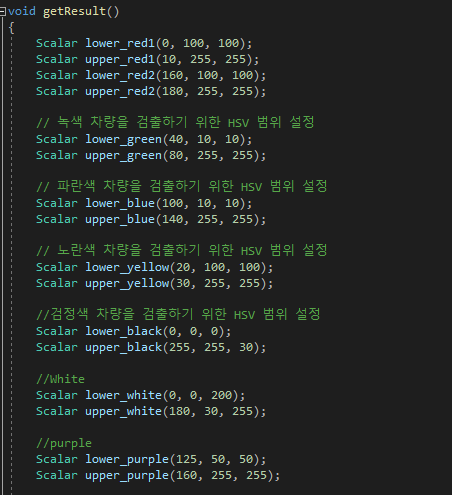 void getResult()
{
Scalar lower_red1(0, 100, 100);
Scalar upper_red1(10, 255, 255);
Scalar lower_red2(160, 100, 100);
Scalar upper_red2(180, 255, 255);
// 녹색 차량을 검출하기 위한 HSV 범위 설정
Scalar lower_green(40, 10, 10);
Scalar upper_green(80, 255, 255);
// 파란색 차량을 검출하기 위한 HSV 범위 설정
Scalar lower_blue(100, 10, 10);
Scalar upper_blue(140, 255, 255);
// 노란색 차량을 검출하기 위한 HSV 범위 설정
Scalar lower_yellow(20, 100, 100);
Scalar upper_yellow(30, 255, 255);
//검정색 차량을 검출하기 위한 HSV 범위 설정
Scalar lower_black(0, 0, 0);
Scalar upper_black(255, 255, 30);
//White
Scalar lower_white(0, 0, 200);
Scalar upper_white(180, 30, 255);
//purple
Scalar lower_purple(125, 50, 50);
Scalar upper_purple(160, 255, 255);